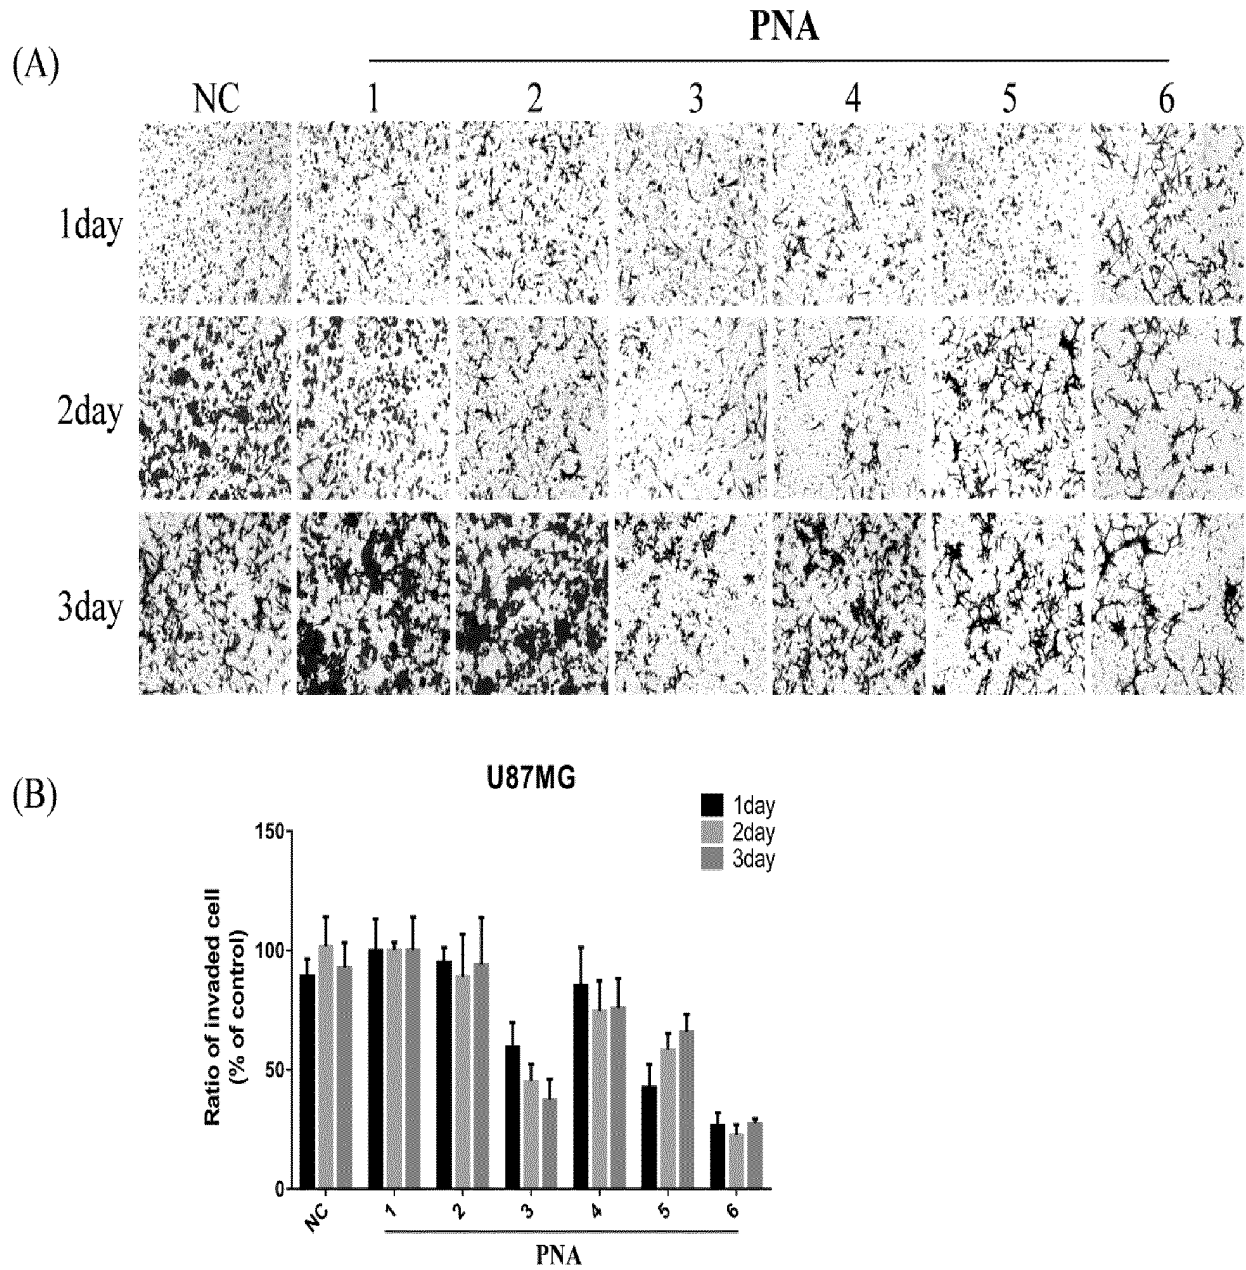 PNA
(A)
NC 1 2 3 4 5 6
1day
2day
3day
(B)
U87MG
1day
2day
3day
150
100
50
0
Ratio of invaded cell
(% of control)
NC 1 2 3 4 5 6
PNA